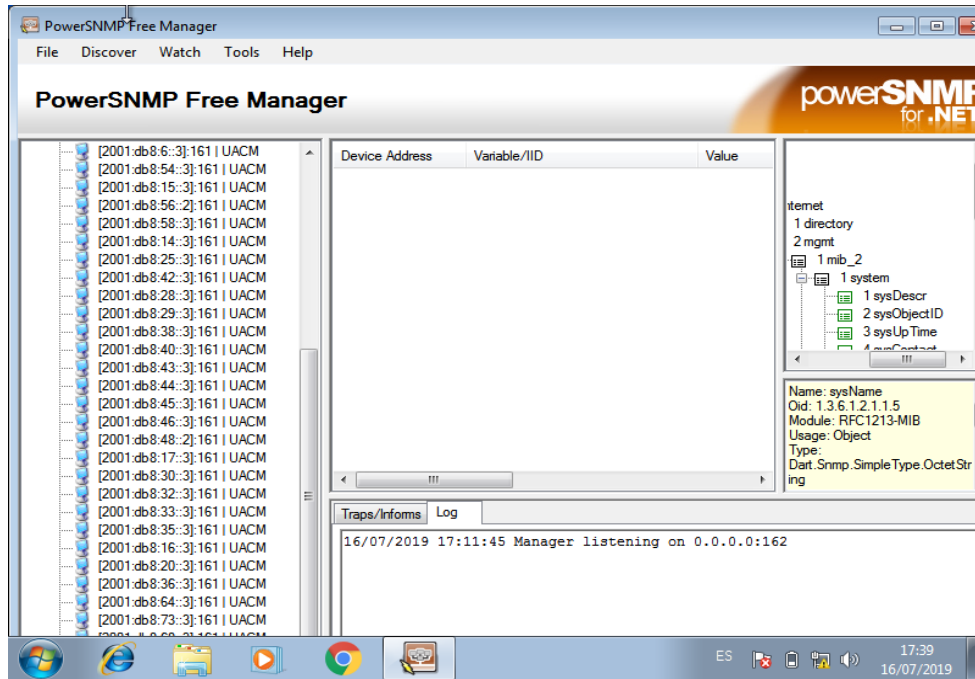 PowerSNMP Free Manager
File Discover Watch Tools Help
PowerSNMP Free Manager
powerSNMP
for .NET
[2001:db8:6::3]:161 | UACM
[2001:db8:54::3]:161 | UACM
[2001:db8:15::3]:161 | UACM
[2001:db8:56::2]:161 | UACM
[2001:db8:58::3]:161 | UACM
[2001:db8:14::3]:161 | UACM
[2001:db8:25::3]:161 | UACM
[2001:db8:42::3]:161 | UACM
[2001:db8:28::3]:161 | UACM
[2001:db8:29::3]:161 | UACM
[2001:db8:38::3]:161 | UACM
[2001:db8:40::3]:161 | UACM
[2001:db8:43::3]:161 | UACM
[2001:db8:44::3]:161 | UACM
[2001:db8:45::3]:161 | UACM
[2001:db8:46::3]:161 | UACM
[2001:db8:48::2]:161 | UACM
[2001:db8:17::3]:161 | UACM
[2001:db8:30::3]:161 | UACM
[2001:db8:32::3]:161 | UACM
[2001:db8:33::3]:161 | UACM
[2001:db8:35::3]:161 | UACM
[2001:db8:16::3]:161 | UACM
[2001:db8:20::3]:161 | UACM
[2001:db8:36::3]:161 | UACM
[2001:db8:64::3]:161 | UACM
[2001:db8:73::3]:161 | UACM
Device Address Variable/IID Value
ternet
1 directory
2 mgmt
1 mib_2
1 system
1 sysDescr
2 sysObjectID
3 sysUpTime
4 sysContact
Name: sysName
Oid: 1.3.6.1.2.1.1.5
Module: RFC1213-MIB
Usage: Object
Type:
Dart.Snmp.SimpleType.OctetStr
ing
Traps/Informs Log
16/07/2019 17:11:45 Manager listening on 0.0.0.0:162
ES
17:39
16/07/2019